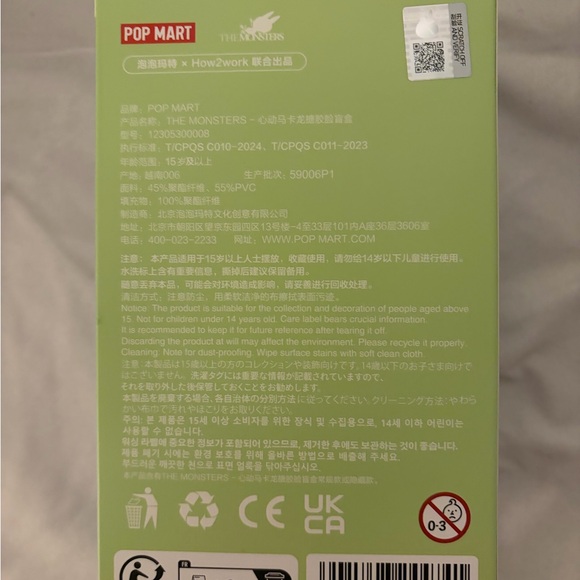 POP MART
THE MONSTERS
正品 SCRATCH OFF
刮层 AND VERIFY
泡泡玛特 × How2work 联合出品
品牌：POP MART
产品名称：THE MONSTERS - 心动马卡龙搪胶脸盲盒
型号：12305300008
执行标准：T/CPQS C010-2024、T/CPQS C011-2023
年龄范围：15岁及以上
产地：越南006 生产批次：59006P1
面料：45%聚酯纤维、55%PVC
填充物：100%聚酯纤维
制造商：北京泡泡玛特文化创意有限公司
地址：北京市朝阳区望京东园四区13号楼-4至33层101内A座36层3606室
电话：400-023-2233 网址：WWW.POP MART.COM
注意：本产品适用于15岁以上人士摆放，收藏使用，请勿给14岁以下儿童进行使用。
水洗标上含有重要信息，撕掉后建议保留备用。
随意丢弃本品，可能会对环境造成影响，请妥善进行回收处理。
清洁方式：注意防尘，用柔软洁净的布擦拭表面污迹。
Notice: The product is suitable for the collection and decoration of people aged above
15. Not for children under 14 years old. Care label bears crucial information.
It is recommended to keep it for future reference after tearing it off.
Discarding the product at will may affect the environment. Please recycle it properly.
Cleaning: Note for dust-proofing. Wipe surface stains with soft clean cloth.
注意:本製品は15歳以上の方のコレクションや装飾向けです。14歳以下のお子さま向けで
はございません。洗濯タグには重要な情報が記載されていますので、
それを取り外した後保管しておくことをお勧めします。
本製品を廃棄する場合、各自治体の分別方法に従ってください。クリーニング方法：やわら
かい布で汚れやほこりをお取りください。
주의: 본 제품은 15세 이상 소비자를 위한 장식 및 수집용으로, 14세 이하 어린이는
사용할 수 없습니다.
워싱 라벨에 중요한 정보가 포함되어 있으므로, 제거한 후에도 보관하는 것이 좋습니다.
제품 폐기 시에는 환경 보호를 위해 올바른 방법으로 배출해 주세요.
부드러운 깨끗한 천으로 표면 얼룩을 닦아주십시오.
CE
UK
CA
0-3
FR